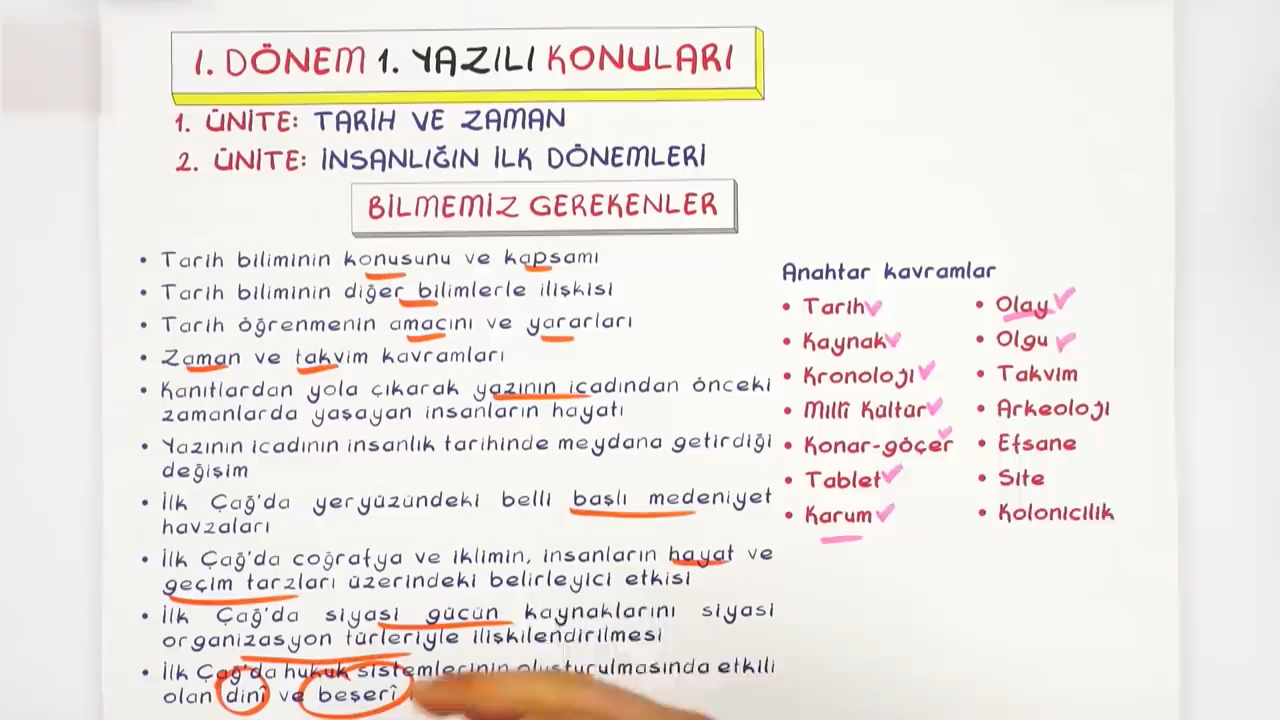 1. DÖNEM 1. YAZILI KONULARI
1. ÜNİTE: TARİH VE ZAMAN
2. ÜNİTE: İNSANLIĞIN İLK DÖNEMLERİ
BİLMEMİZ GEREKENLER
• Tarih biliminin konusunu ve kapsamı
• Tarih biliminin diğer bilimlerle ilişkisi
• Tarih öğrenmenin amacını ve yararları
• Zaman ve takvim kavramları
• Kanıtlardan yola çıkarak yazının icadından önceki
zamanlarda yaşayan insanların hayatı
• Yazının icadının insanlık tarihinde meydana getirdiği
değişim
• İlk Çağ'da yeryüzündeki belli başlı medeniyet
havzaları
• İlk Çağ'da coğrafya ve iklimin, insanların hayat ve
geçim tarzları üzerindeki belirleyici etkisi
• İlk Çağ'da siyasi gücün kaynaklarını siyasi
organizasyon türleriyle ilişkilendirilmesi
• İlk Çağ'da hukuk sistemlerinin oluşturulmasında etkili
olan dinî ve beşerî
Anahtar kavramlar
• Tarih
• Kaynak
• Kronoloji
• Millî Kültür
• Konar-göçer
• Tablet
• Karum
• Olay
• Olgu
• Takvim
• Arkeoloji
• Efsane
• Site
• Kolonicilik